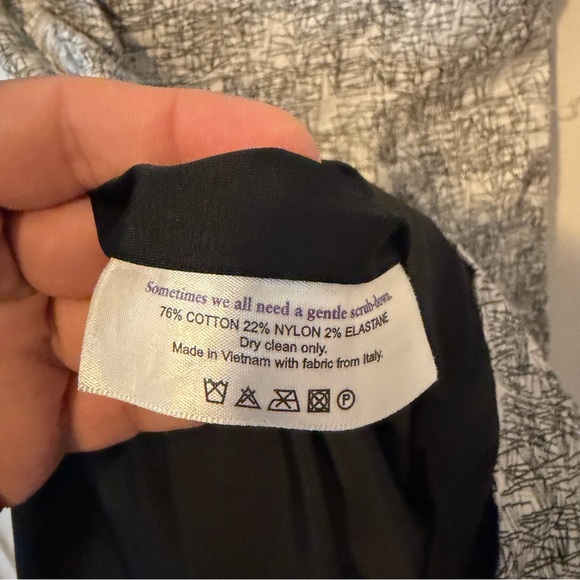 Sometimes we all need a gentle scrub-down.
76% COTTON 22% NYLON 2% ELASTANE
Dry clean only.
Made in Vietnam with fabric from Italy.
P